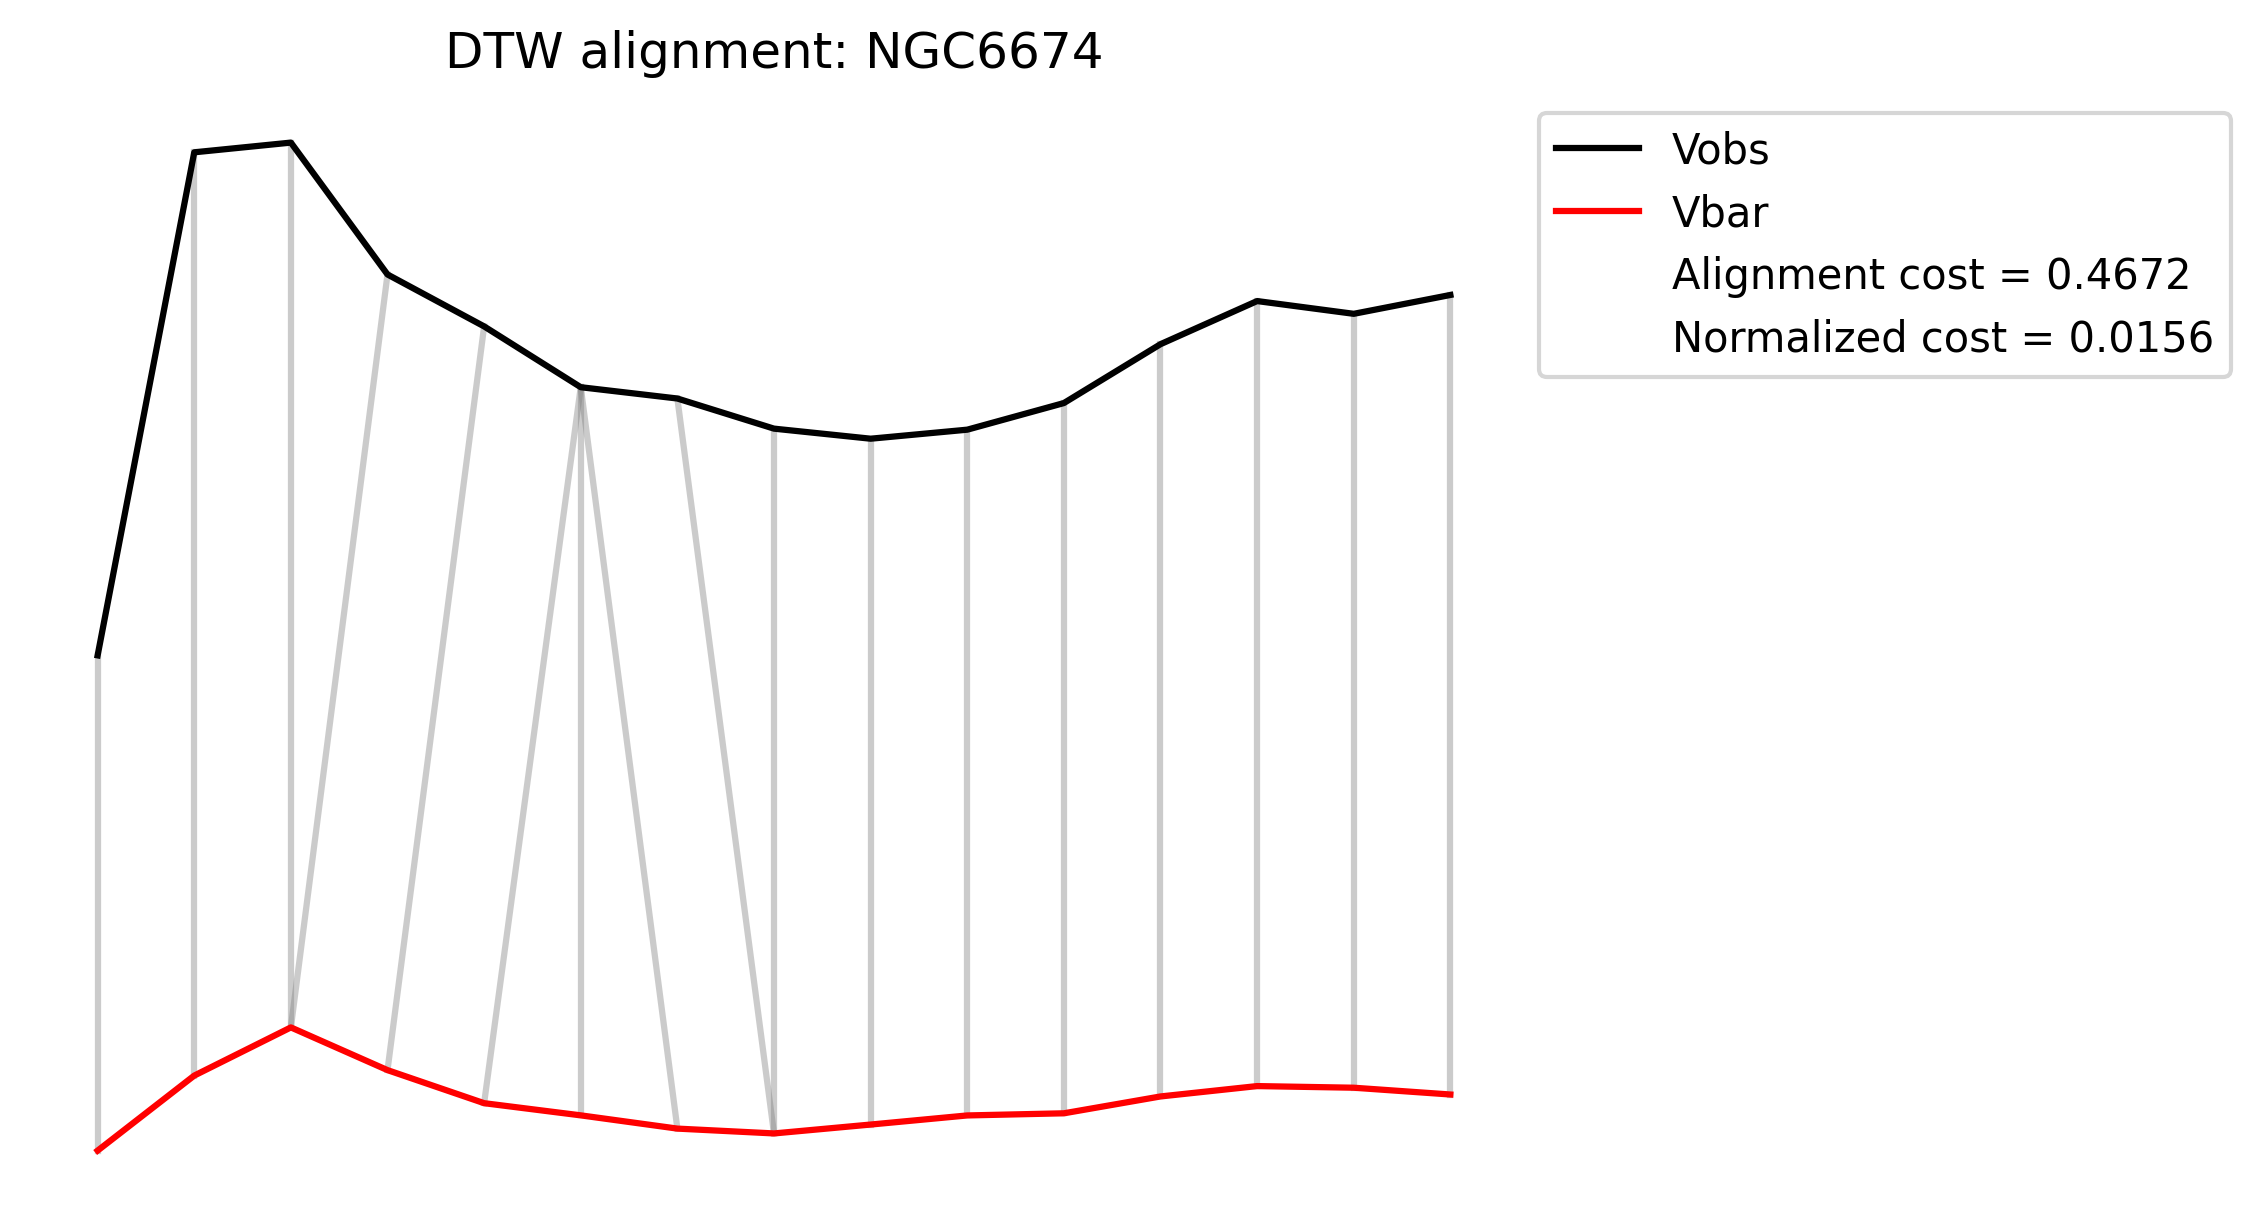 DTW alignment: NGC6674
Vobs
Vbar
Alignment cost = 0.4672
Normalized cost = 0.0156